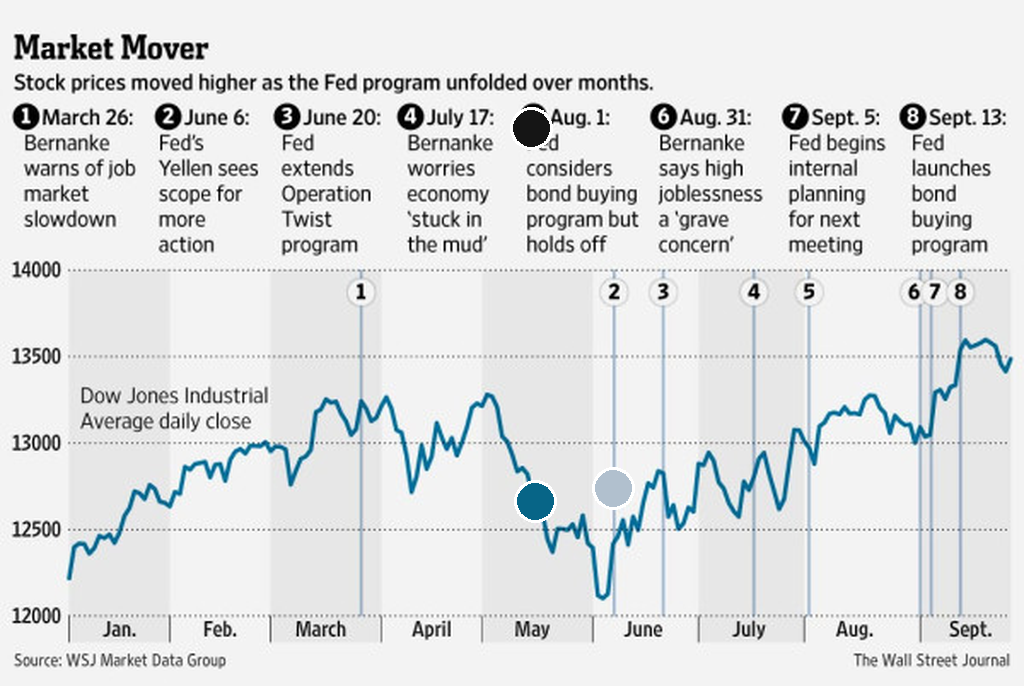 Market Mover
Stock prices moved higher as the Fed program unfolded over months.
1 March 26:
Bernanke
warns of job
market
slowdown
2 June 6:
Fed's
Yellen sees
scope for
more
action
3 June 20:
Fed
extends
Operation
Twist
program
4 July 17:
Bernanke
worries
economy
'stuck in
the mud'
Aug. 1:
considers
bond buying
program but
holds off
6 Aug. 31:
Bernanke
says high
joblessness
a 'grave
concern'
7 Sept. 5:
Fed begins
internal
planning
for next
meeting
8 Sept. 13:
Fed
launches
bond
buying
program
14000
1 2 3 4 5 6 7 8
13500
Dow Jones Industrial
Average daily close
13000
12500
12000
Jan. Feb. March April May June July Aug. Sept.
Source: WSJ Market Data Group
The Wall Street Journal